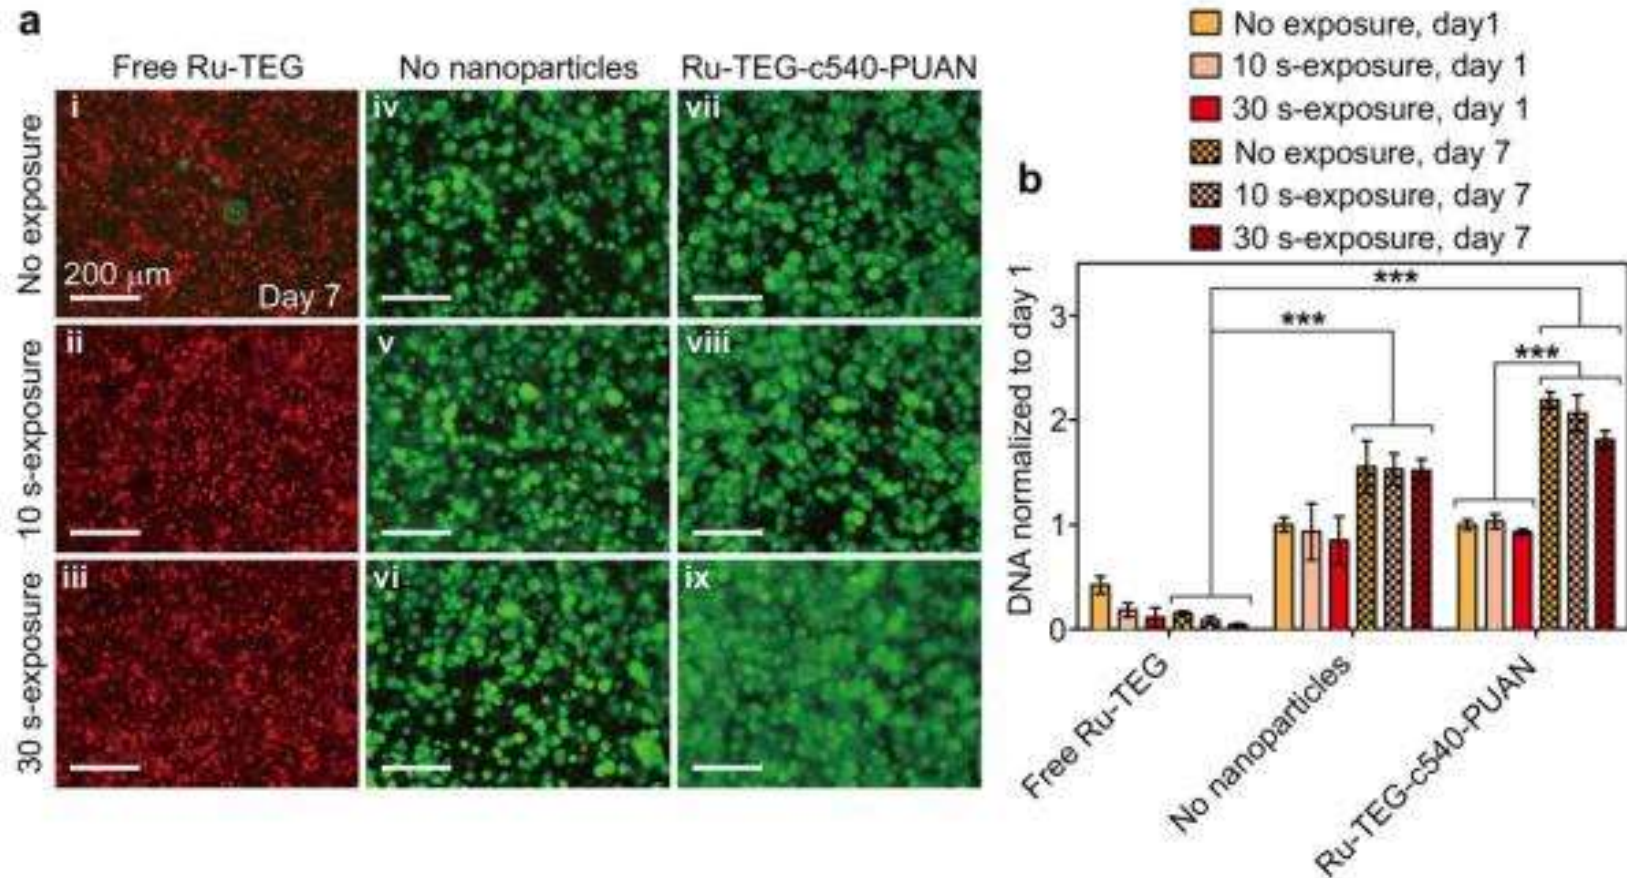 a
Free Ru-TEG
No nanoparticles
Ru-TEG-c540-PUAN
No exposure
i
200 μm
Day 7
iv
vii
10 s-exposure
ii
v
viii
30 s-exposure
iii
vi
ix
No exposure, day1
10 s-exposure, day 1
30 s-exposure, day 1
No exposure, day 7
10 s-exposure, day 7
30 s-exposure, day 7
b
DNA normalized to day 1
3
2
1
0
***
***
***
Free Ru-TEG
No nanoparticles
Ru-TEG-c540-PUAN